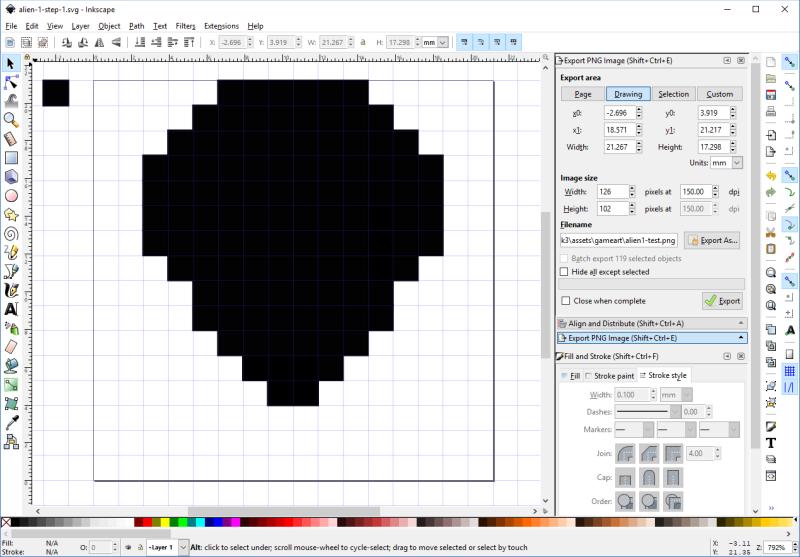 alien-1-step-1.svg - Inkscape
File Edit View Layer Object Path Text Filters Extensions Help
X: -2.696 Y: 3.919 W: 21.267 H: 17.298 mm
Export PNG Image (Shift+Ctrl+E)
Export area
Page Drawing Selection Custom
x0: -2.696 y0: 3.919
x1: 18.571 y1: 21.217
Width: 21.267 Height: 17.298
Units: mm
Image size
Width: 126 pixels at 150.00 dpi
Height: 102 pixels at 150.00 dpi
Filename
k3\assets\gameart\alien1-test.png Export As...
Batch export 119 selected objects
Hide all except selected
Close when complete Export
Align and Distribute (Shift+Ctrl+A)
Export PNG Image (Shift+Ctrl+E)
Fill and Stroke (Shift+Ctrl+F)
Fill Stroke paint Stroke style
Width: 0.100 mm
Dashes: 0.00
Markers:
Join: 4.00
Cap:
Order:
Fill: N/A
Stroke: N/A
O: 0
-Layer 1
Alt: click to select under; scroll mouse-wheel to cycle-select; drag to move selected or select by touch
X: -3.11
Y: 21.35
Z: 792%